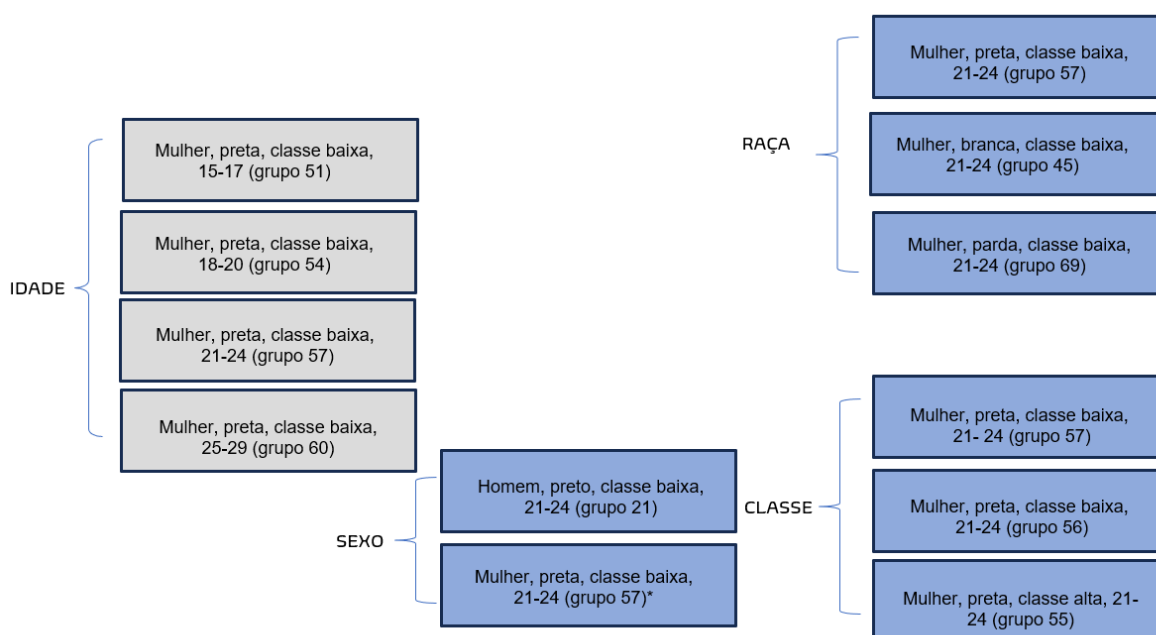 IDADE
Mulher, preta, classe baixa,
15-17 (grupo 51)
Mulher, preta, classe baixa,
18-20 (grupo 54)
Mulher, preta, classe baixa,
21-24 (grupo 57)
Mulher, preta, classe baixa,
25-29 (grupo 60)
SEXO
Homem, preto, classe baixa,
21-24 (grupo 21)
Mulher, preta, classe baixa,
21-24 (grupo 57)*
RAÇA
Mulher, preta, classe baixa,
21-24 (grupo 57)
Mulher, branca, classe baixa,
21-24 (grupo 45)
Mulher, parda, classe baixa,
21-24 (grupo 69)
CLASSE
Mulher, preta, classe baixa,
21- 24 (grupo 57)
Mulher, preta, classe baixa,
21-24 (grupo 56)
Mulher, preta, classe alta, 21-
24 (grupo 55)